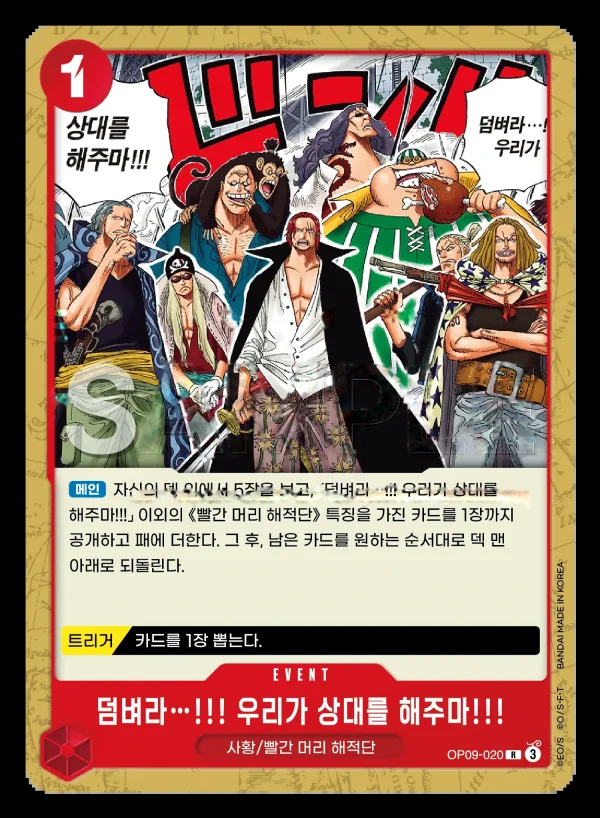 1
상대를
해주마!!!
덤벼라…!
우리가
SAMPLE
메인 자신의 덱 위에서 5장을 보고, 「덤벼라…!!! 우리가 상대를
해주마!!!」 이외의 《빨간 머리 해적단》 특징을 가진 카드를 1장까지
공개하고 패에 더한다. 그 후, 남은 카드를 원하는 순서대로 덱 맨
아래로 되돌린다.
트리거 카드를 1장 뽑는다.
EVENT
덤벼라…!!! 우리가 상대를 해주마!!!
사황/빨간 머리 해적단
OP09-020 R 3
©EO/S ©O/S·F·T BANDAI MADE IN KOREA